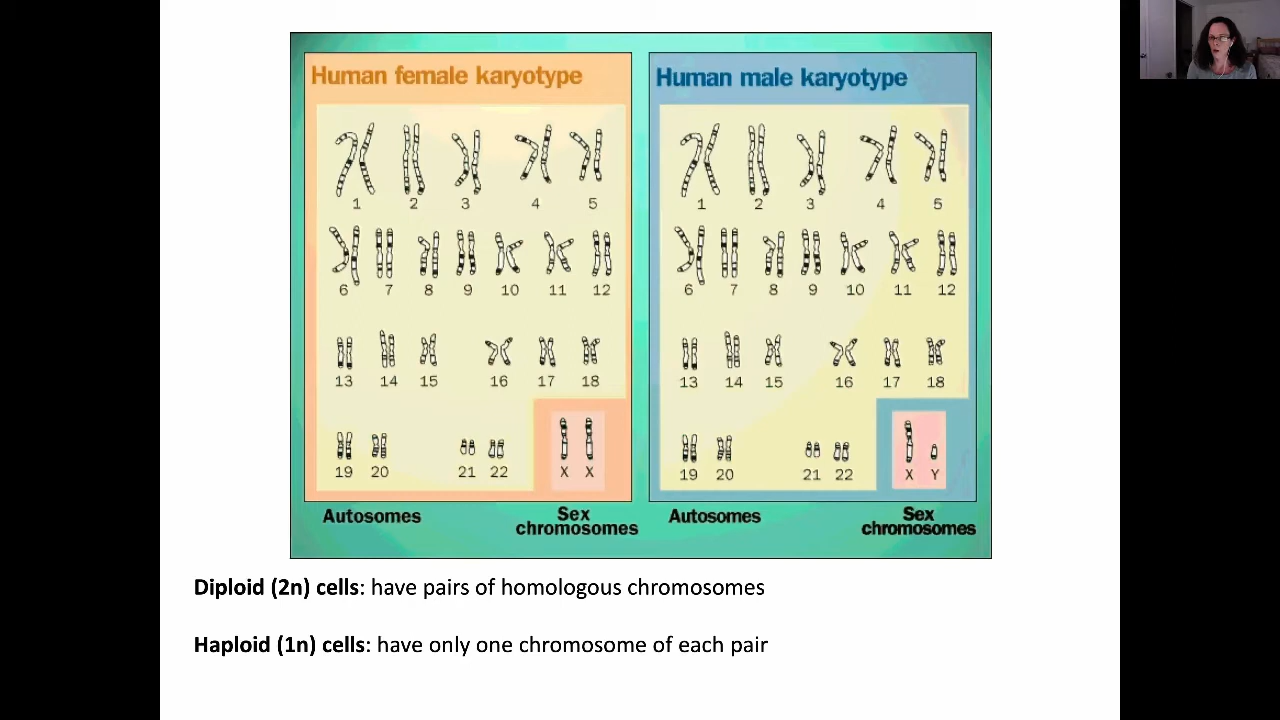 Human female karyotype
1 2 3 4 5
6 7 8 9 10 11 12
13 14 15 16 17 18
19 20 21 22 X X
Autosomes Sex
chromosomes
Human male karyotype
1 2 3 4 5
6 7 8 9 10 11 12
13 14 15 16 17 18
19 20 21 22 X Y
Autosomes Sex
chromosomes
Diploid (2n) cells: have pairs of homologous chromosomes
Haploid (1n) cells: have only one chromosome of each pair